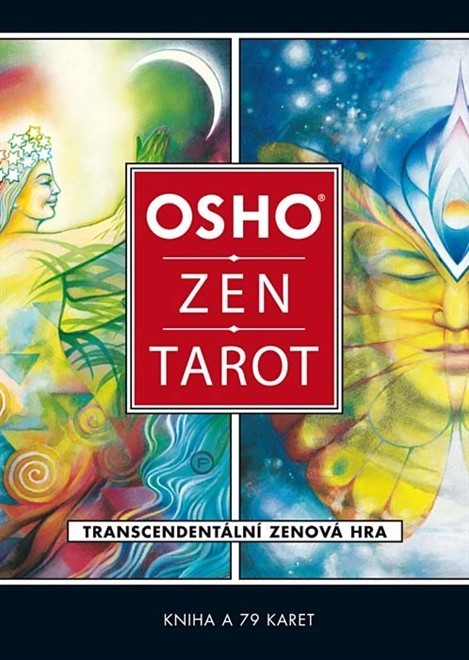 OSHO®
ZEN
TAROT
TRANSCENDENTÁLNÍ ZENOVÁ HRA
KNIHA A 79 KARET